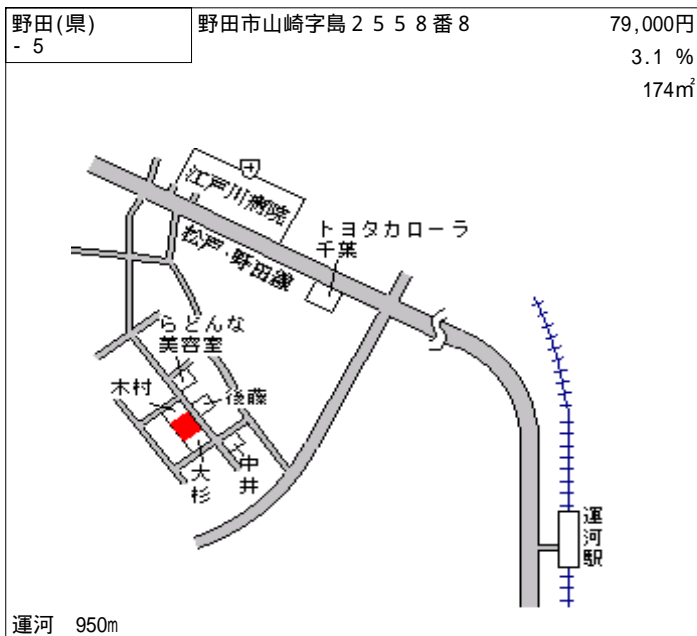 野田(県)
- 5
野田市山崎字島２５５８番８
79,000円
3.1 %
174㎡
江戸川病院
松戸・野田線
トヨタカローラ
千葉
らどんな
美容室
木村
後藤
大杉
中井
運河駅
運河 950m